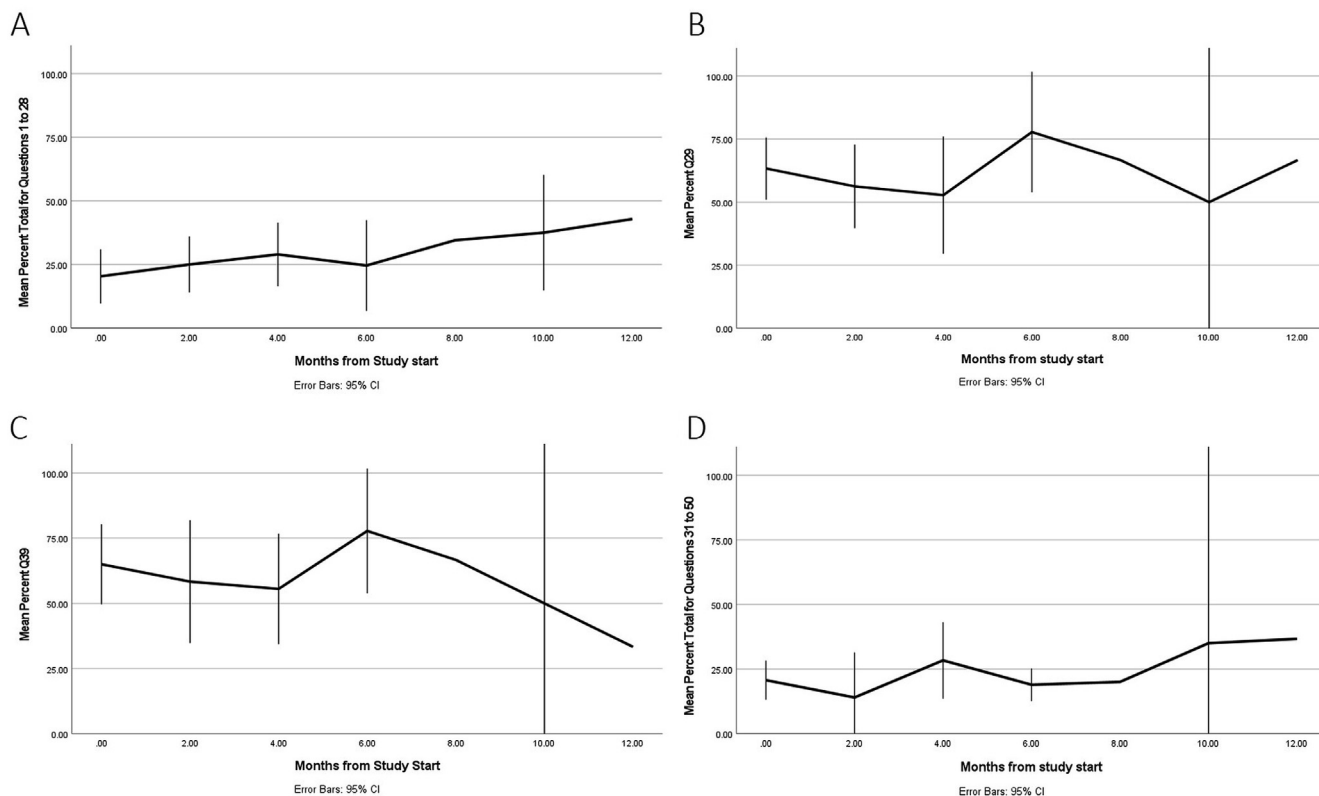 A
Mean Percent Total for Questions 1 to 28
100.00
75.00
50.00
25.00
0.00
.00 2.00 4.00 6.00 8.00 10.00 12.00
Months from Study start
Error Bars: 95% CI
B
Mean Percent Q29
100.00
75.00
50.00
25.00
0.00
.00 2.00 4.00 6.00 8.00 10.00 12.00
Months from study start
Error Bars: 95% CI
C
Mean Percent Q39
100.00
75.00
50.00
25.00
0.00
.00 2.00 4.00 6.00 8.00 10.00 12.00
Months from Study Start
Error Bars: 95% CI
D
Mean Percent Total for Questions 31 to 50
100.00
75.00
50.00
25.00
0.00
.00 2.00 4.00 6.00 8.00 10.00 12.00
Months from study start
Error Bars: 95% CI